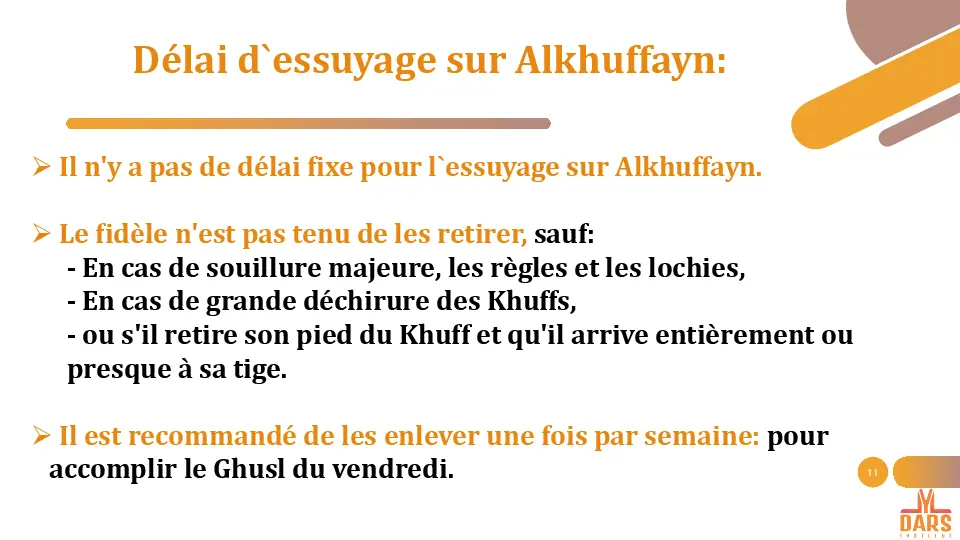 Délai d`essuyage sur Alkhuffayn:
➢ Il n'y a pas de délai fixe pour l`essuyage sur Alkhuffayn.
➢ Le fidèle n'est pas tenu de les retirer, sauf:
- En cas de souillure majeure, les règles et les lochies,
- En cas de grande déchirure des Khuffs,
- ou s'il retire son pied du Khuff et qu'il arrive entièrement ou
presque à sa tige.
➢ Il est recommandé de les enlever une fois par semaine: pour
accomplir le Ghusl du vendredi.
11
DARS
INSTITUT